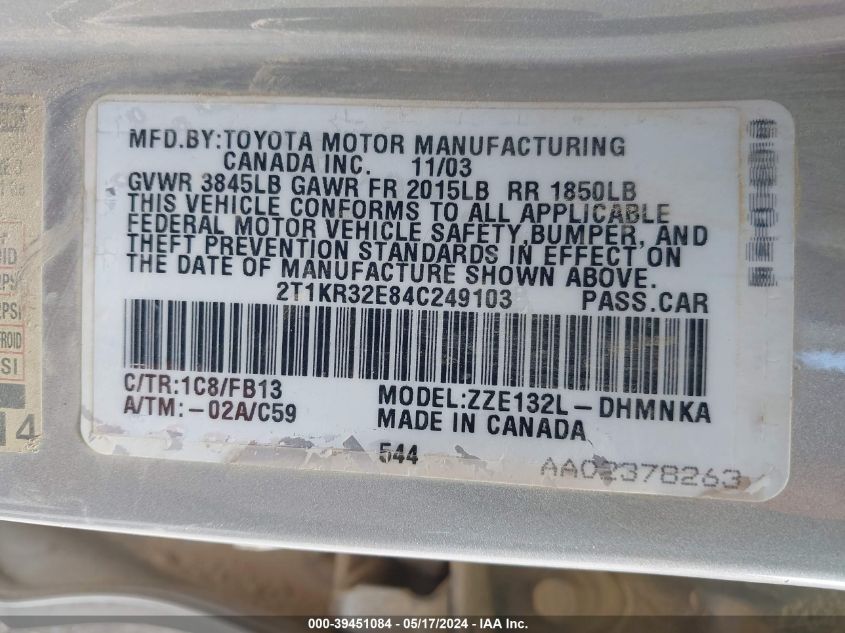 MFD.BY:TOYOTA MOTOR MANUFACTURING
CANADA INC. 11/03
GVWR 3845LB GAWR FR 2015LB RR 1850LB
THIS VEHICLE CONFORMS TO ALL APPLICABLE
FEDERAL MOTOR VEHICLE SAFETY,BUMPER, AND
THEFT PREVENTION STANDARDS IN EFFECT ON
THE DATE OF MANUFACTURE SHOWN ABOVE.
2T1KR32E84C249103 PASS.CAR
C/TR:1C8/FB13
A/TM:-02A/C59
MODEL:ZZE132L-DHMNKA
MADE IN CANADA
544
AA02378263
4
000-39451084 - 05/17/2024 - IAA, Inc.